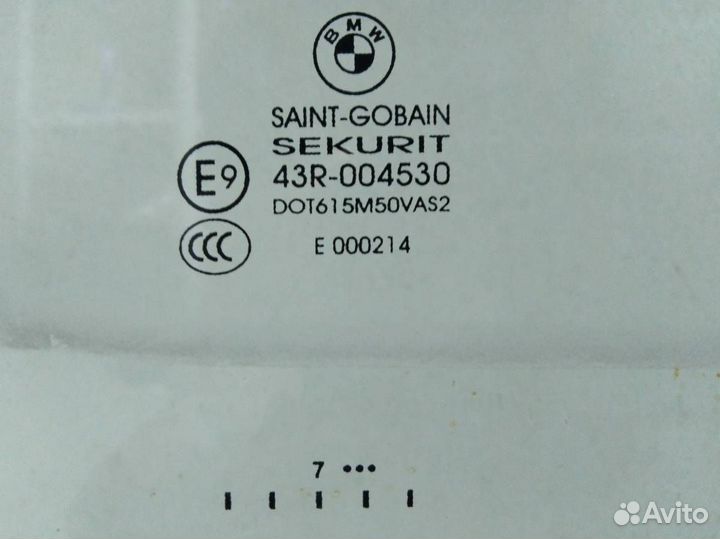 BMW
SAINT-GOBAIN
SEKURIT
E9 43R-004530
DOT615M50VAS2
CCC E 000214
7 •••
Avito